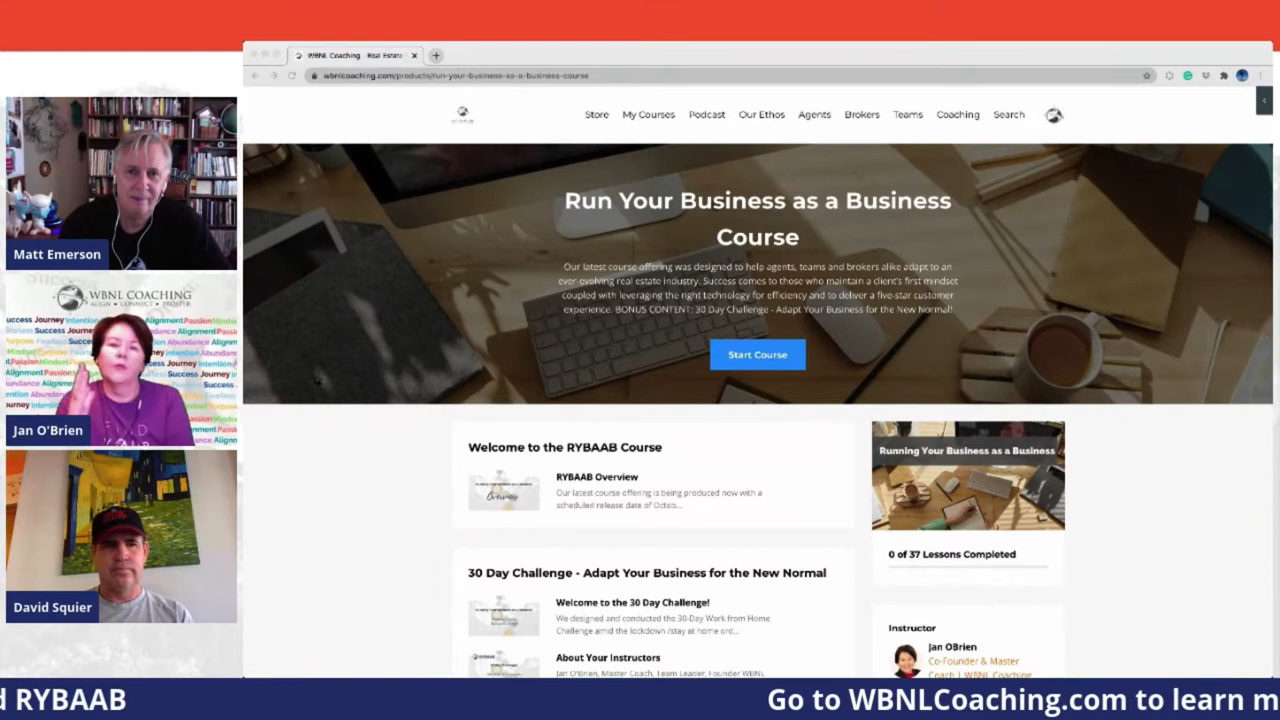 WBNL Coaching - Real Estate
wbnlcoaching.com/products/run-your-business-as-a-business-course
Store My Courses Podcast Our Ethos Agents Brokers Teams Coaching Search
Run Your Business as a Business
Course
Our latest course offering was designed to help agents, teams and brokers alike adapt to an
ever-evolving real estate industry. Success comes to those who maintain a client's first mindset
coupled with leveraging the right technology for efficiency and to deliver a five-star customer
experience. BONUS CONTENT: 30 Day Challenge - Adapt Your Business for the New Normal!
Start Course
Welcome to the RYBAAB Course
RYBAAB Overview
Our latest course offering is being produced now with a
scheduled release date of Octob...
Overview
30 Day Challenge - Adapt Your Business for the New Normal
Welcome to the 30 Day Challenge!
We designed and conducted the 30-Day Work from Home
Challenge amid the lockdown /stay at home ord...
About Your Instructors
Jan O'Brien, Master Coach, Team Leader, Founder WBNL
Running Your Business as a Business
0 of 37 Lessons Completed
Instructor
Jan OBrien
Co-Founder & Master
Coach | WBNL Coaching
Matt Emerson
WBNL COACHING
ALIGN • CONNECT • PROSPER
Jan O'Brien
David Squier
d RYBAAB
Go to WBNLCoaching.com to learn m